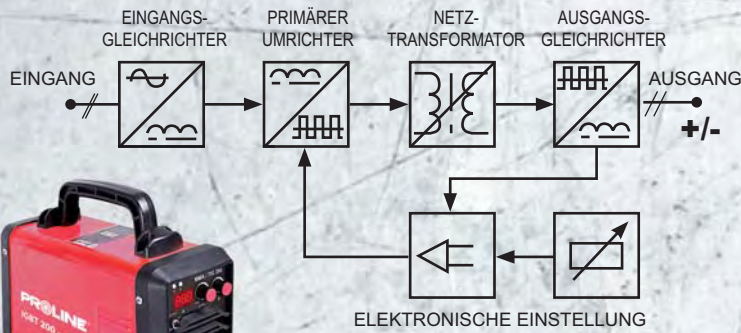 EINGANGS-
GLEICHRICHTER
PRIMÄRER
UMRICHTER
NETZ-
TRANSFORMATOR
AUSGANGS-
GLEICHRICHTER
EINGANG
AUSGANG
+/-
ELEKTRONISCHE EINSTELLUNG
PROLINE
IGBT 200